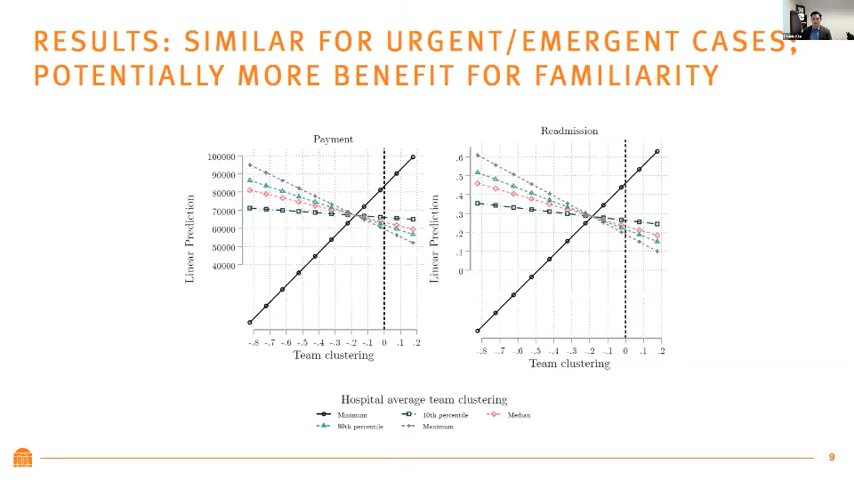 RESULTS: SIMILAR FOR URGENT/EMERGENT CASES;
POTENTIALLY MORE BENEFIT FOR FAMILIARITY
Payment
100000
90000
80000
70000
60000
50000
40000
Linear Prediction
-.8 -.7 -.6 -.5 -.4 -.3 -.2 -.1 0 .1 .2
Team clustering
Readmission
.6
.5
.4
.3
.2
.1
0
Linear Prediction
-.8 -.7 -.6 -.5 -.4 -.3 -.2 -.1 0 .1 .2
Team clustering
Hospital average team clustering
Minimum 10th percentile Median
90th percentile Maximum
9